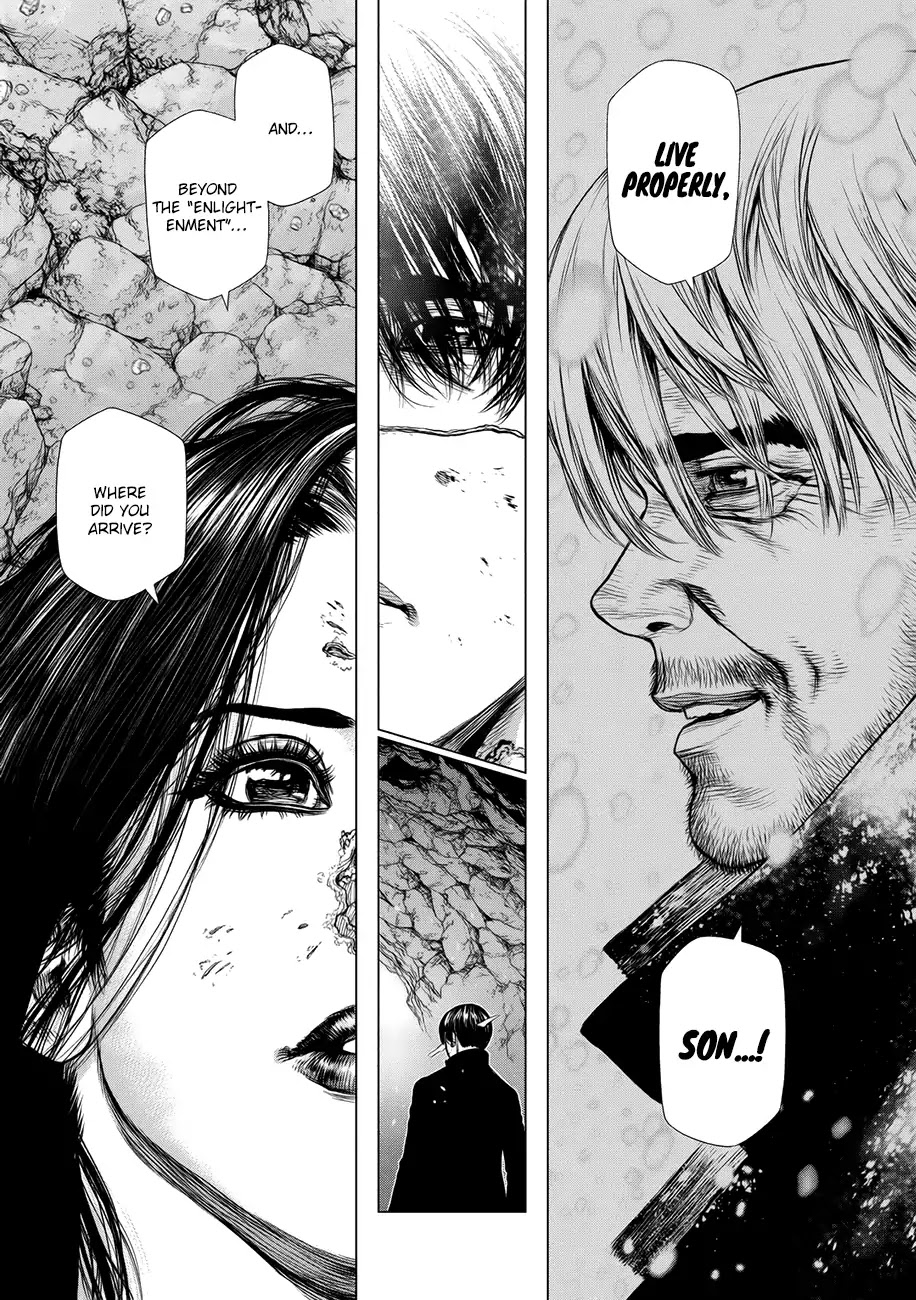 LIVE
PROPERLY,
SON...!
AND...
BEYOND
THE "ENLIGHT-
ENMENT"...
WHERE
DID YOU
ARRIVE?